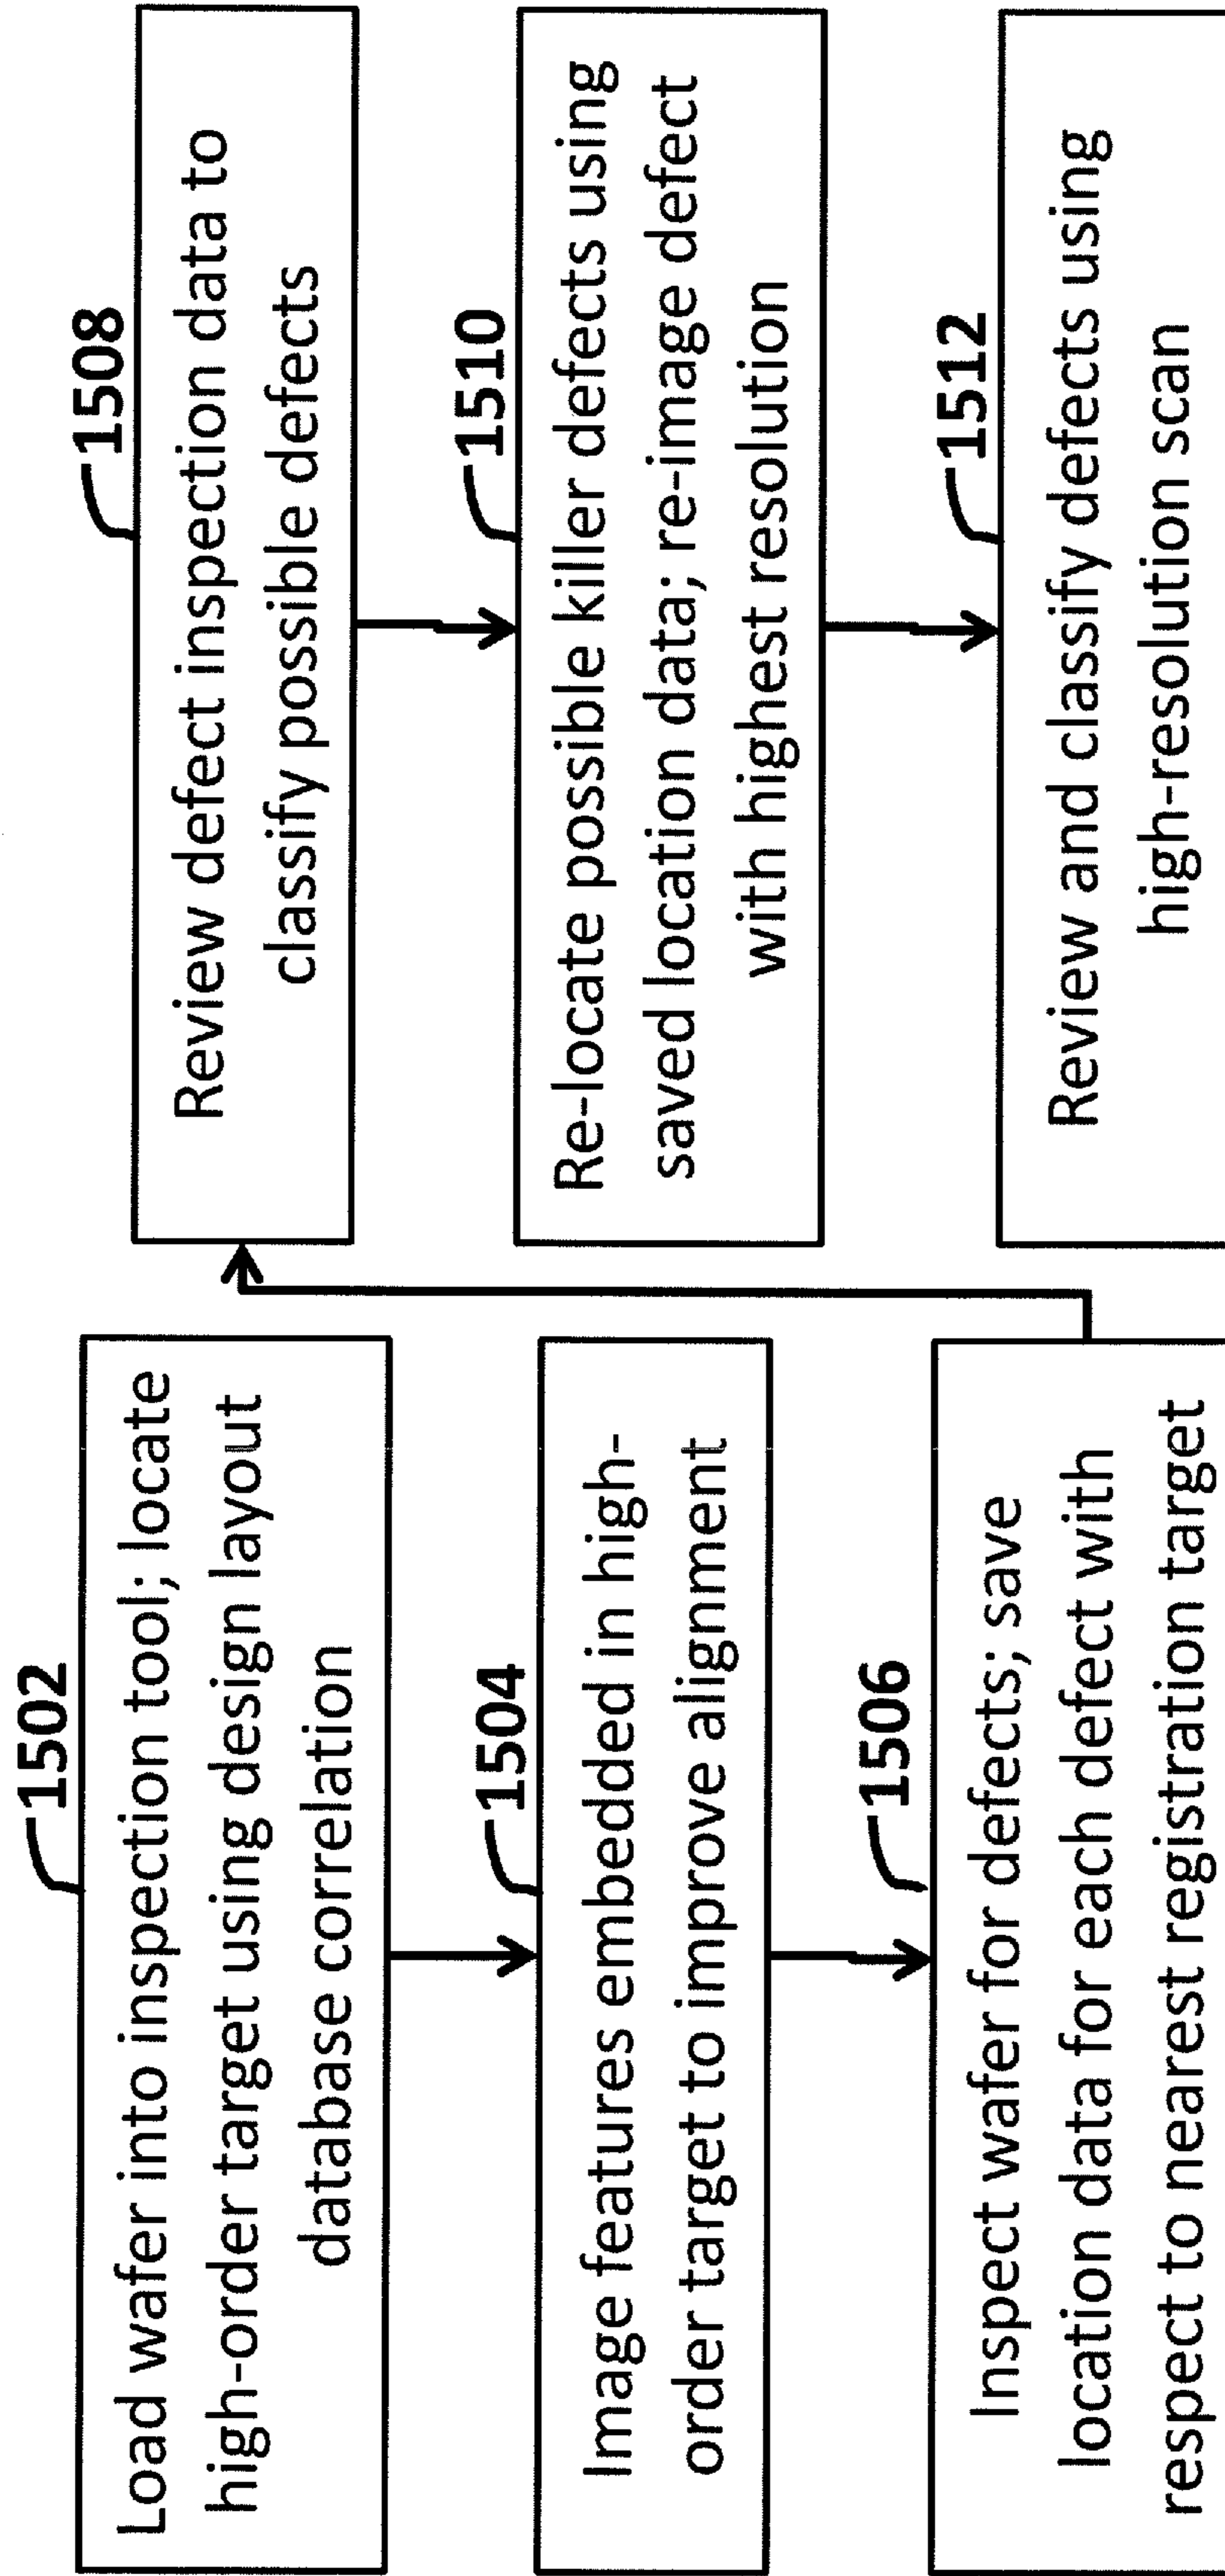 1502
Load wafer into inspection tool; locate
high-order target using design layout
database correlation
1504
Image features embedded in high-
order target to improve alignment
1506
Inspect wafer for defects; save
location data for each defect with
respect to nearest registration target
1508
Review defect inspection data to
classify possible defects
1510
Re-locate possible killer defects using
saved location data; re-image defect
with highest resolution
1512
Review and classify defects using
high-resolution scan